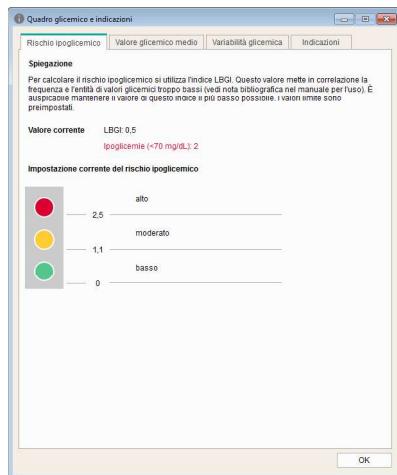 Quadro glicemico e indicazioni
Rischio ipoglicemico Valore glicemico medio Variabilità glicemica Indicazioni
Spiegazione
Per calcolare il rischio ipoglicemico si utilizza l'indice LBGI. Questo valore mette in correlazione la
frequenza e l'entità di valori glicemici troppo bassi (vedi nota bibliografica nel manuale per l'uso). È
auspicabile mantenere il valore di questo indice il più basso possibile. I valori limite sono
preimpostati.
Valore corrente LBGI: 0,5
Ipoglicemie (<70 mg/dL): 2
Impostazione corrente del rischio ipoglicemico
alto
2,5
moderato
1,1
basso
0
OK